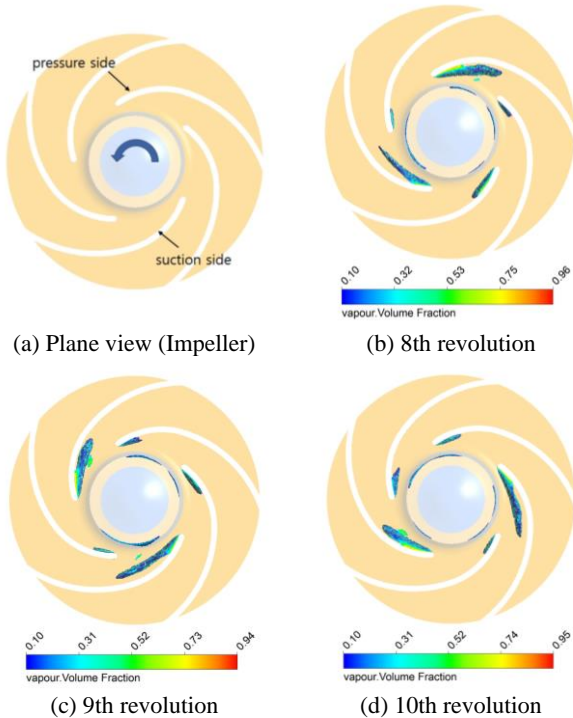 pressure side
suction side
(a) Plane view (Impeller)
0.10 0.32 0.53 0.75 0.96
vapour.Volume Fraction
(b) 8th revolution
0.10 0.31 0.52 0.73 0.94
vapour.Volume Fraction
(c) 9th revolution
0.10 0.31 0.52 0.74 0.95
vapour.Volume Fraction
(d) 10th revolution